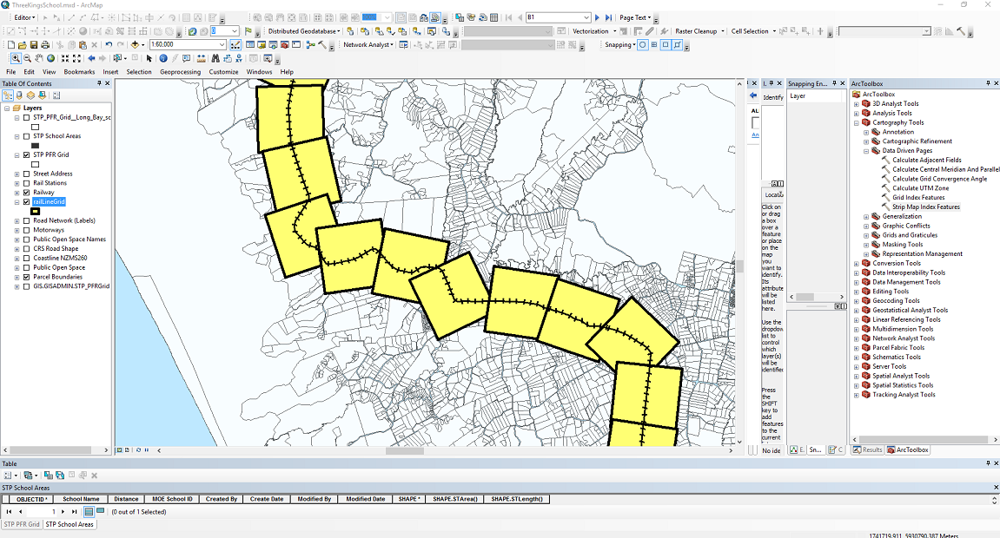 ThreeKingsSchool.mxd - ArcMap
Editor
B1
Page Text
0
Distributed Geodatabase
Vectorization
Raster Cleanup
Cell Selection
1:60,000
Network Analyst
Snapping
File Edit View Bookmarks Insert Selection Geoprocessing Customize Windows Help
Table Of Contents
Layers
STP_PFR_Grid__Long_Bay_sc
STP School Areas
STP PFR Grid
Street Address
Rail Stations
Railway
railLineGrid
Road Network (Labels)
Motorways
Public Open Space Names
CRS Road Shape
Coastline NZMS260
Public Open Space
Parcel Boundaries
GIS.GISADMIN.STP_PFRGrid
I..
Identify
AL
An
Locati
Click on
or drag
a box
over a
feature
or place
on the
map
you
want to
identify.
Its
attribute
will be
listed
here.
Use the
dropdow
list to
control
which
layer(s)
will be
identifie
Press
the
SHIFT
key to
add
features
to the
current
No ide
Snapping En...
Layer
E.
Sn...
C
ArcToolbox
ArcToolbox
3D Analyst Tools
Analysis Tools
Cartography Tools
Annotation
Cartographic Refinement
Data Driven Pages
Calculate Adjacent Fields
Calculate Central Meridian And Parallel
Calculate Grid Convergence Angle
Calculate UTM Zone
Grid Index Features
Strip Map Index Features
Generalization
Graphic Conflicts
Grids and Graticules
Masking Tools
Representation Management
Conversion Tools
Data Interoperability Tools
Data Management Tools
Editing Tools
Geocoding Tools
Geostatistical Analyst Tools
Linear Referencing Tools
Multidimension Tools
Network Analyst Tools
Parcel Fabric Tools
Schematics Tools
Server Tools
Spatial Analyst Tools
Spatial Statistics Tools
Tracking Analyst Tools
Results
ArcToolbox
Table
STP School Areas
OBJECTID * School Name Distance MOE School ID Created By Create Date Modified By Modified Date SHAPE * SHAPE.STArea() SHAPE.STLength()
1 (0 out of 1 Selected)
STP PFR Grid STP School Areas
1741719.911 5930790.387 Meters